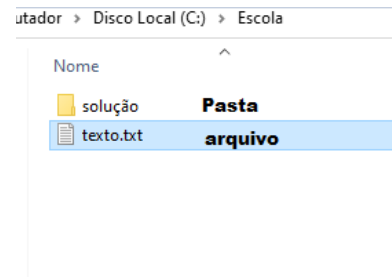 utador > Disco Local (C:) > Escola
Nome
solução Pasta
texto.txt arquivo